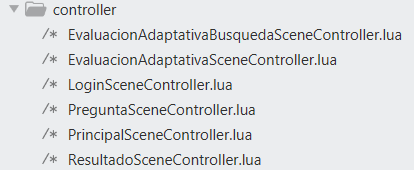 controller
/* EvaluacionAdaptativaBusquedaSceneController.lua
/* EvaluacionAdaptativaSceneController.lua
/* LoginSceneController.lua
/* PreguntaSceneController.lua
/* PrincipalSceneController.lua
/* ResultadoSceneController.lua